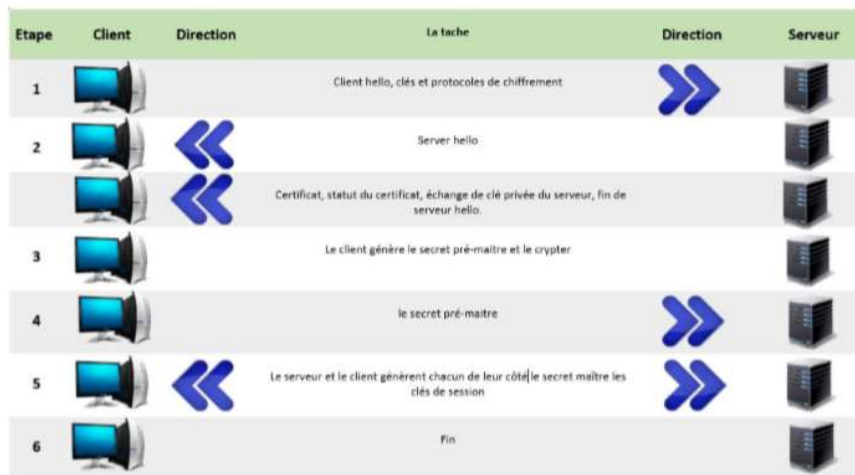 Etape Client Direction La tache Direction Serveur
1 Client hello, clés et protocoles de chiffrement
2 Server hello
Certificat, statut du certificat, échange de clé privée du serveur, fin de
serveur hello.
3 Le client génère le secret pré-maitre et le crypter
4 le secret pré-maitre
5 Le serveur et le client génèrent chacun de leur côté le secret maître les
clés de session
6 Fin